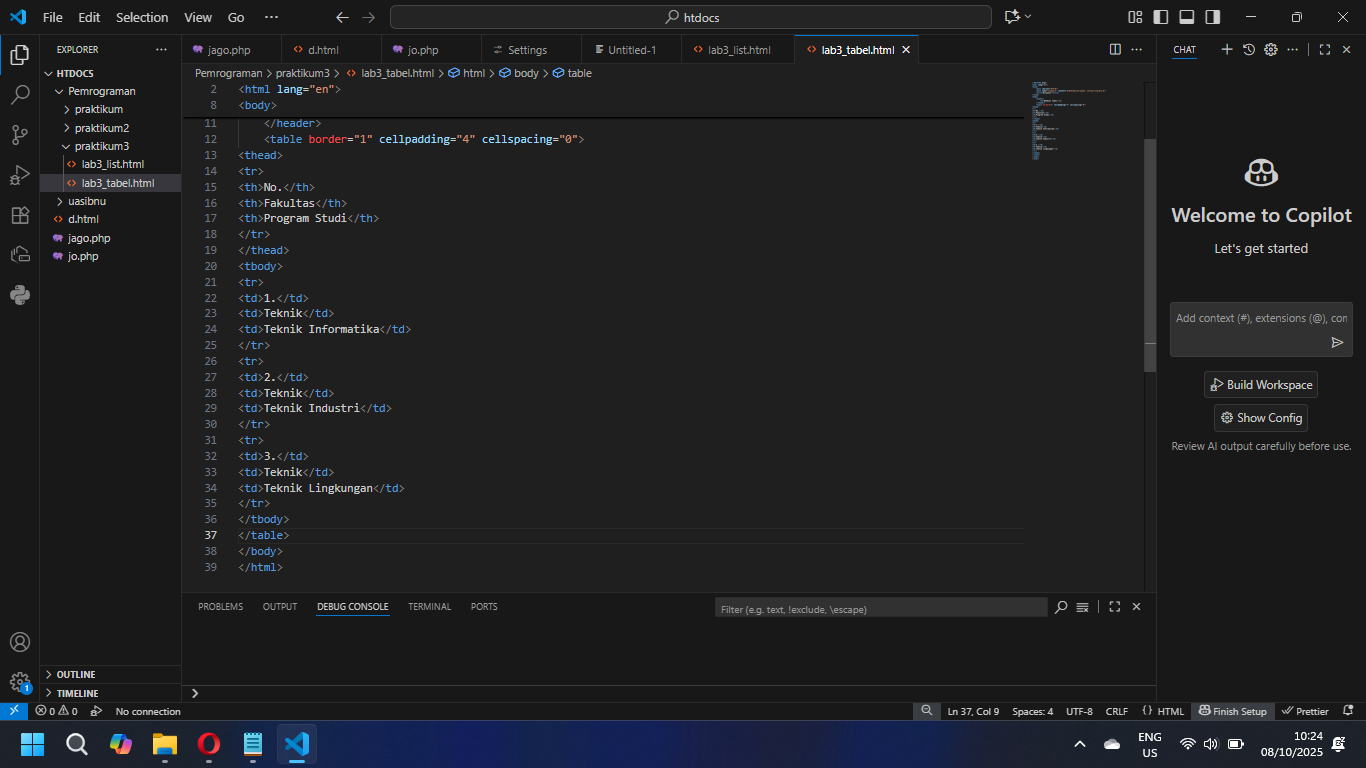 File Edit Selection View Go ··· htdocs
EXPLORER ···
HTDOCS
Pemrograman
praktikum
praktikum2
praktikum3
lab3_list.html
lab3_tabel.html
uasibnu
d.html
jago.php
jo.php
OUTLINE
TIMELINE
jago.php d.html jo.php Settings Untitled-1 lab3_list.html lab3_tabel.html
Pemrograman > praktikum3 > lab3_tabel.html > html > body > table
2 <html lang="en">
8 <body>
11 </header>
12 <table border="1" cellpadding="4" cellspacing="0">
13 <thead>
14 <tr>
15 <th>No.</th>
16 <th>Fakultas</th>
17 <th>Program Studi</th>
18 </tr>
19 </thead>
20 <tbody>
21 <tr>
22 <td>1.</td>
23 <td>Teknik</td>
24 <td>Teknik Informatika</td>
25 </tr>
26 <tr>
27 <td>2.</td>
28 <td>Teknik</td>
29 <td>Teknik Industri</td>
30 </tr>
31 <tr>
32 <td>3.</td>
33 <td>Teknik</td>
34 <td>Teknik Lingkungan</td>
35 </tr>
36 </tbody>
37 </table>
38 </body>
39 </html>
PROBLEMS OUTPUT DEBUG CONSOLE TERMINAL PORTS
Filter (e.g. text, !exclude, \escape)
CHAT
Welcome to Copilot
Let's get started
Add context (#), extensions (@), com
Build Workspace
Show Config
Review AI output carefully before use.
1
0 0 No connection Ln 37, Col 9 Spaces: 4 UTF-8 CRLF {} HTML Finish Setup Prettier
ENG
US
10:24
08/10/2025